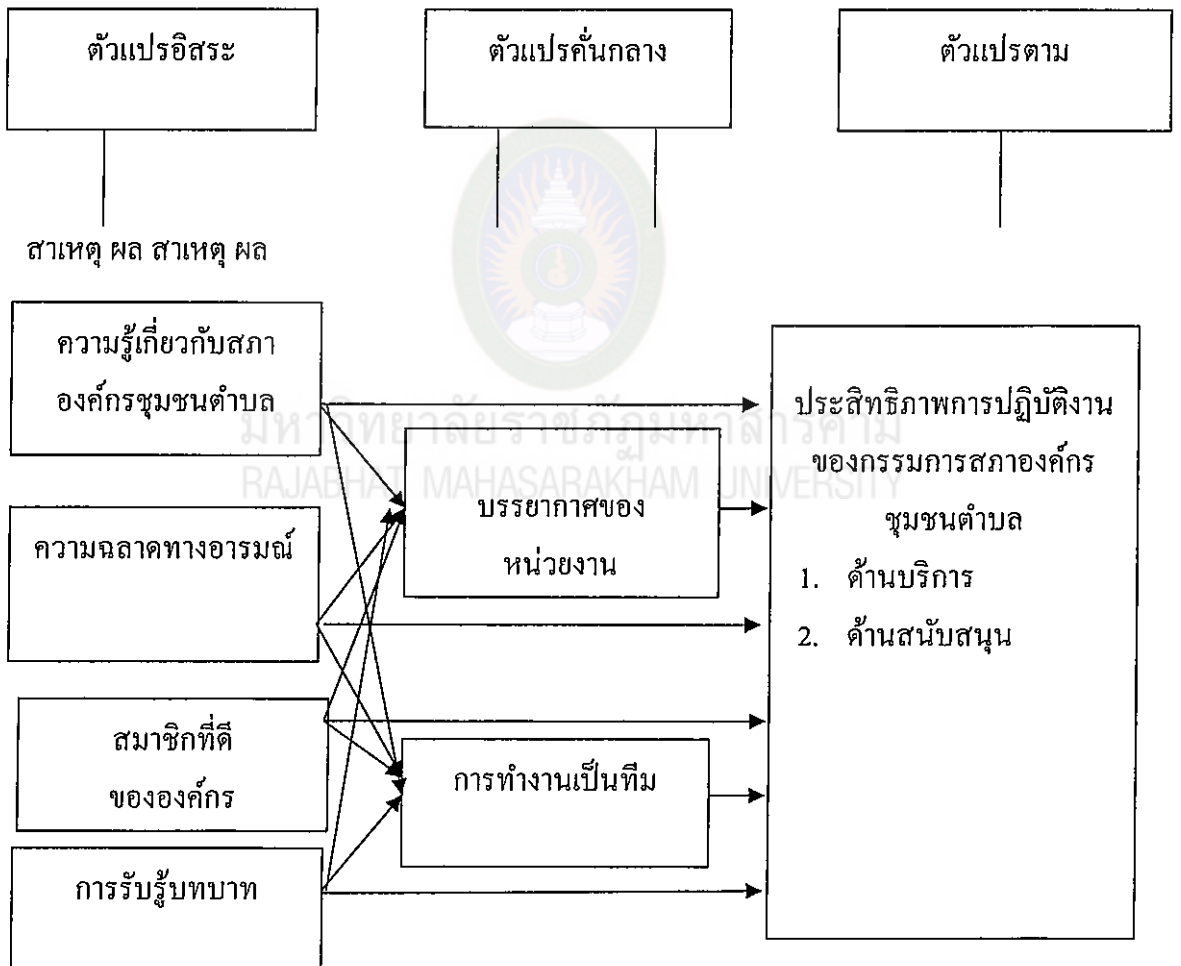 ตัวแปรอิสระ
ตัวแปรคั่นกลาง
ตัวแปรตาม
สาเหตุ ผล สาเหตุ ผล
ความรู้เกี่ยวกับสภา
องค์กรชุมชนตำบล
ความฉลาดทางอารมณ์
สมาชิกที่ดี
ขององค์กร
การรับรู้บทบาท
บรรยากาศของ
หน่วยงาน
การทำงานเป็นทีม
ประสิทธิภาพการปฏิบัติงาน
ของกรรมการสภาองค์กร
ชุมชนตำบล
1. ด้านบริการ
2. ด้านสนับสนุน
มหาวิทยาลัยราชภัฏมหาสารคาม
RAJABHAT MAHASARAKHAM UNIVERSITY